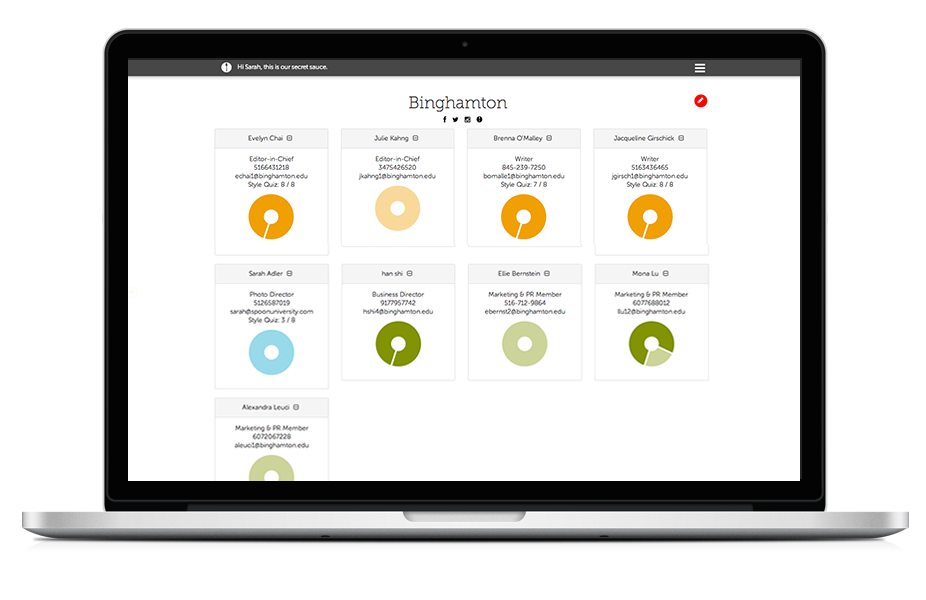 Hi Sarah, this is our secret sauce.
Binghamton
Evelyn Chai
Editor-in-Chief
5166431218
echa1@binghamton.edu
Style Quiz: 8 / 8
Julie Kahng
Editor-in-Chief
3475426520
jkahng1@binghamton.edu
Brenna O'Malley
Writer
845-239-7250
bomalle1@binghamton.edu
Style Quiz: 7 / 8
Jacqueline Girschick
Writer
5163436465
jgirsch1@binghamton.edu
Style Quiz: 8 / 8
Sarah Adler
Photo Director
5126587019
sarah@spoonuniversity.com
Style Quiz: 3 / 8
han shi
Business Director
9177957742
hshi4@binghamton.edu
Ellie Bernstein
Marketing & PR Member
516-712-9864
ebernst2@binghamton.edu
Mona Lu
Marketing & PR Member
6077688012
llu12@binghamton.edu
Alexandra Leuci
Marketing & PR Member
6072067228
aleuci1@binghamton.edu